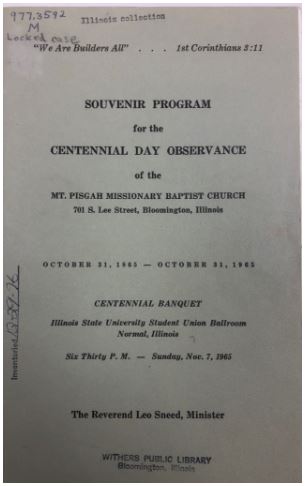 977.3592
M
Locked case
Illinois collection
"We Are Builders All" . . . 1st Corinthians 3:11
SOUVENIR PROGRAM
for the
CENTENNIAL DAY OBSERVANCE
of the
MT. PISGAH MISSIONARY BAPTIST CHURCH
701 S. Lee Street, Bloomington, Illinois
OCTOBER 31, 1865 — OCTOBER 31, 1965
CENTENNIAL BANQUET
Illinois State University Student Union Ballroom
Normal, Illinois
Six Thirty P. M. — Sunday, Nov. 7, 1965
The Reverend Leo Sneed, Minister
WITHERS PUBLIC LIBRARY
Bloomington, Illinois
Inventoried